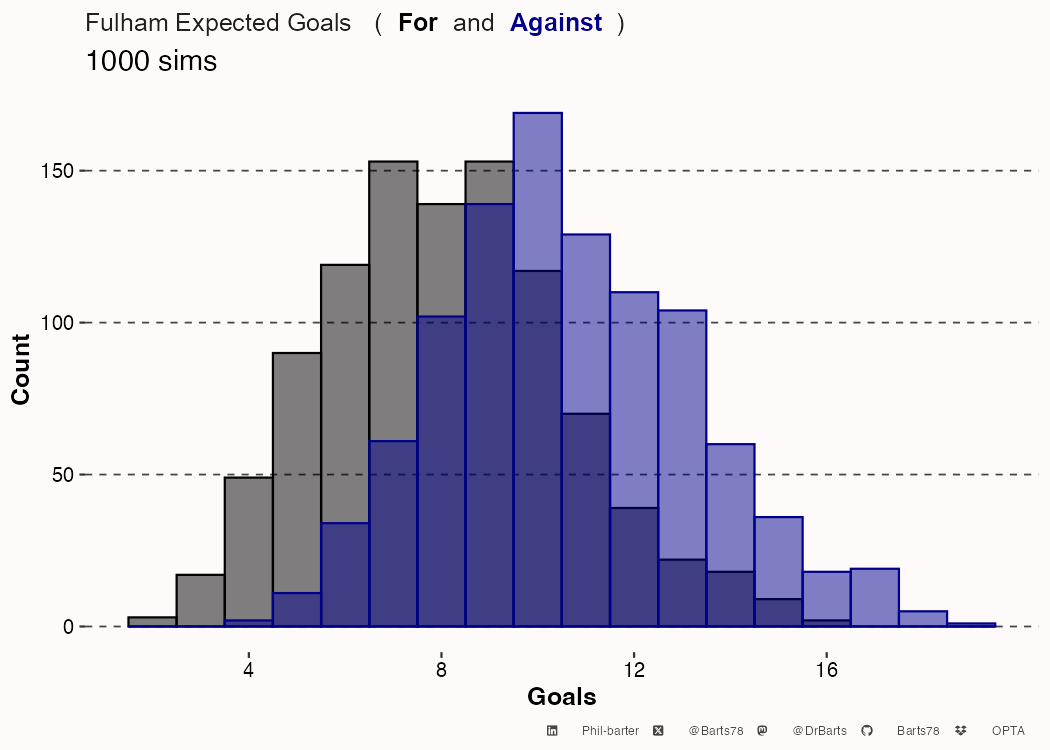 Fulham Expected Goals ( For and Against )
1000 sims
Count
150
100
50
0
4 8 12 16
Goals
Phil-barter @Barts78 @DrBarts Barts78 OPTA